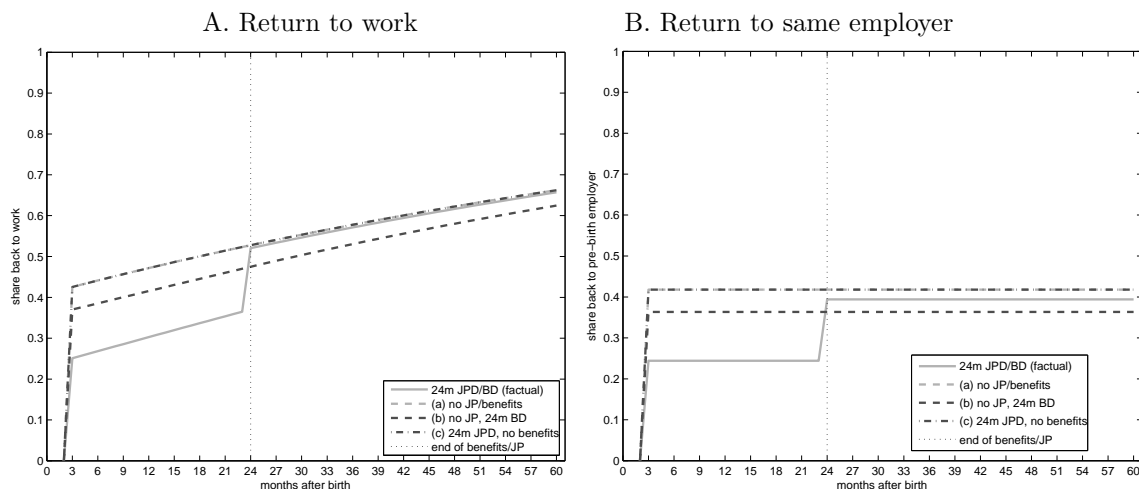 A. Return to work
1
0.9
0.8
0.7
0.6
0.5
0.4
0.3
0.2
0.1
0
share back to work
0 3 6 9 12 15 18 21 24 27 30 33 36 39 42 45 48 51 54 57 60
months after birth
24m JPD/BD (factual)
(a) no JP/benefits
(b) no JP, 24m BD
(c) 24m JPD, no benefits
end of benefits/JP
B. Return to same employer
1
0.9
0.8
0.7
0.6
0.5
0.4
0.3
0.2
0.1
0
share back to pre−birth employer
0 3 6 9 12 15 18 21 24 27 30 33 36 39 42 45 48 51 54 57 60
months after birth
24m JPD/BD (factual)
(a) no JP/benefits
(b) no JP, 24m BD
(c) 24m JPD, no benefits
end of benefits/JP